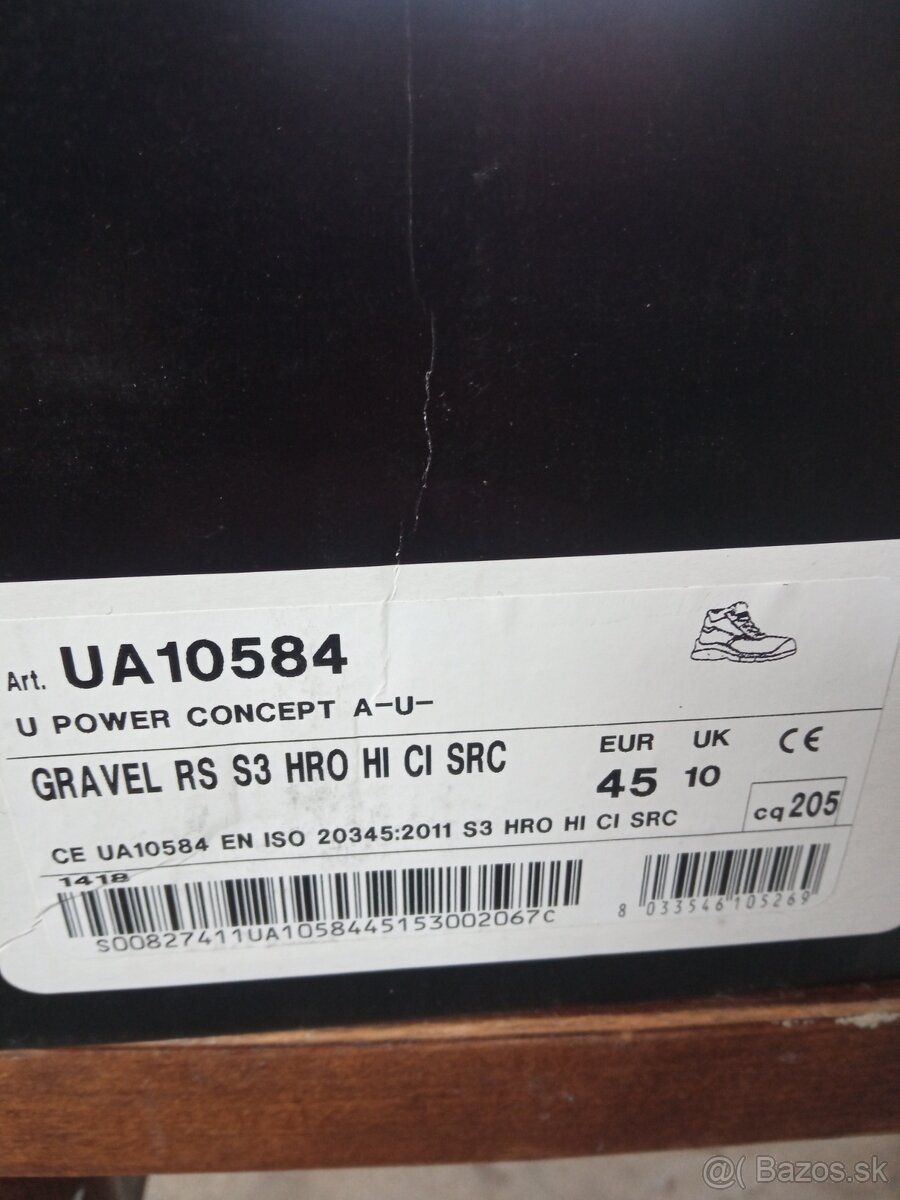 Art. UA10584
U POWER CONCEPT A-U-
GRAVEL RS S3 HRO HI CI SRC
EUR UK
45 10
CE
cq 205
CE UA10584 EN ISO 20345:2011 S3 HRO HI CI SRC
1418
S00827411UA1058445153002067C
8 033546 105269
@( Bazos.sk